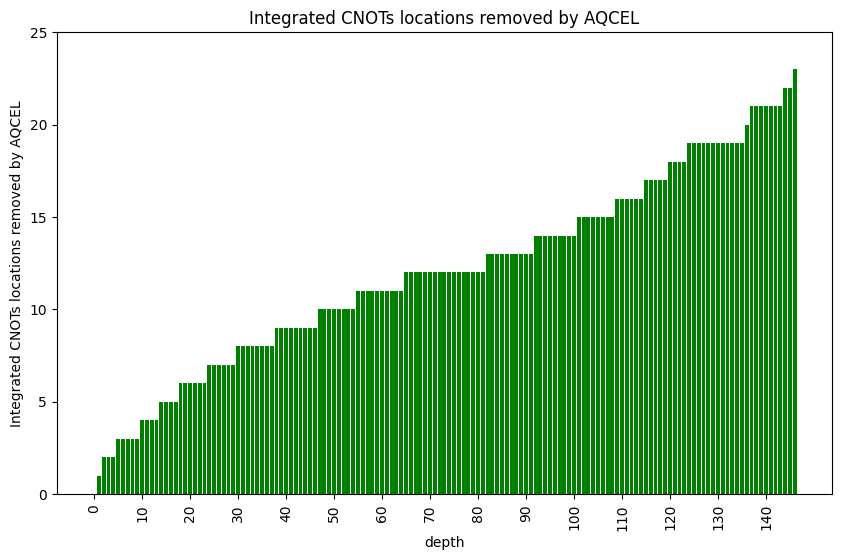 Integrated CNOTs locations removed by AQCEL
Integrated CNOTs locations removed by AQCEL
25
20
15
10
5
0
0 10 20 30 40 50 60 70 80 90 100 110 120 130 140
depth